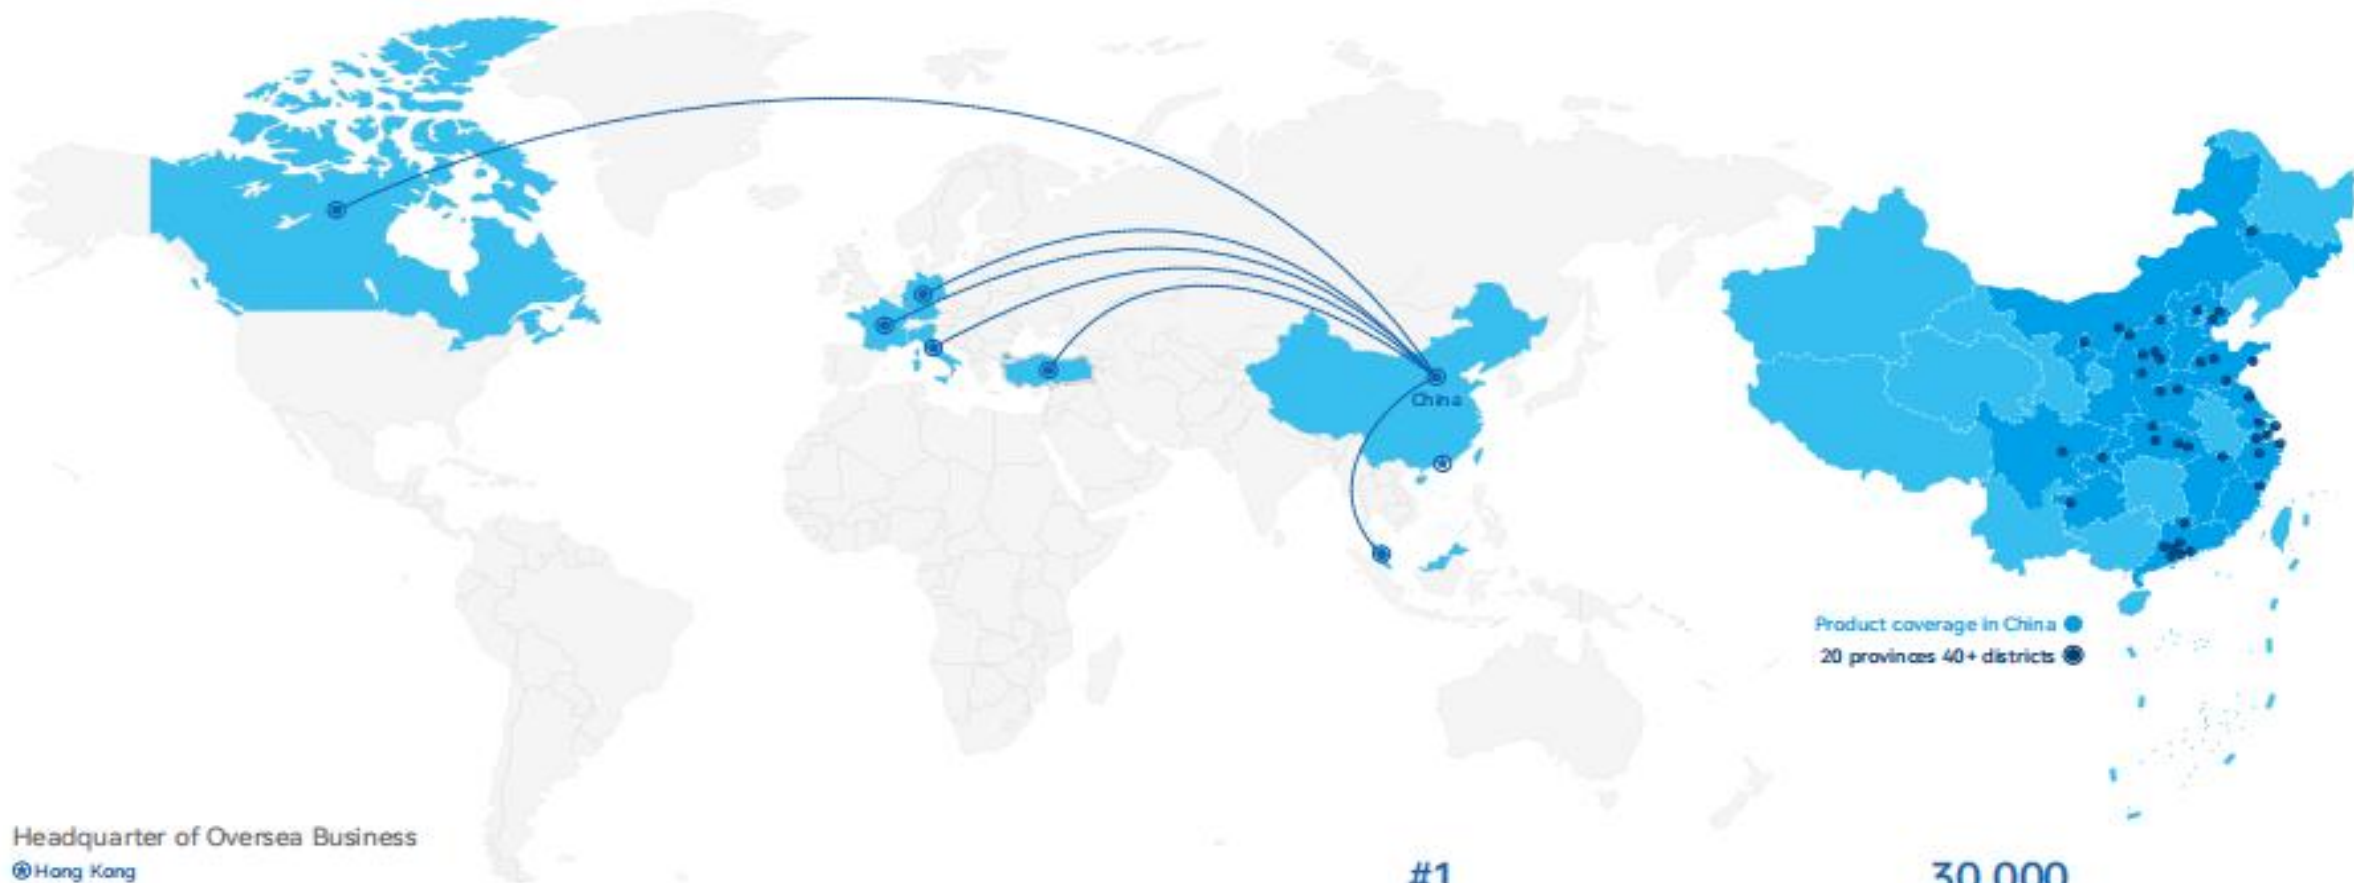 China
Product coverage in China
20 provinces 40+ districts
Headquarter of Oversea Business
Hong Kong
#1
30,000